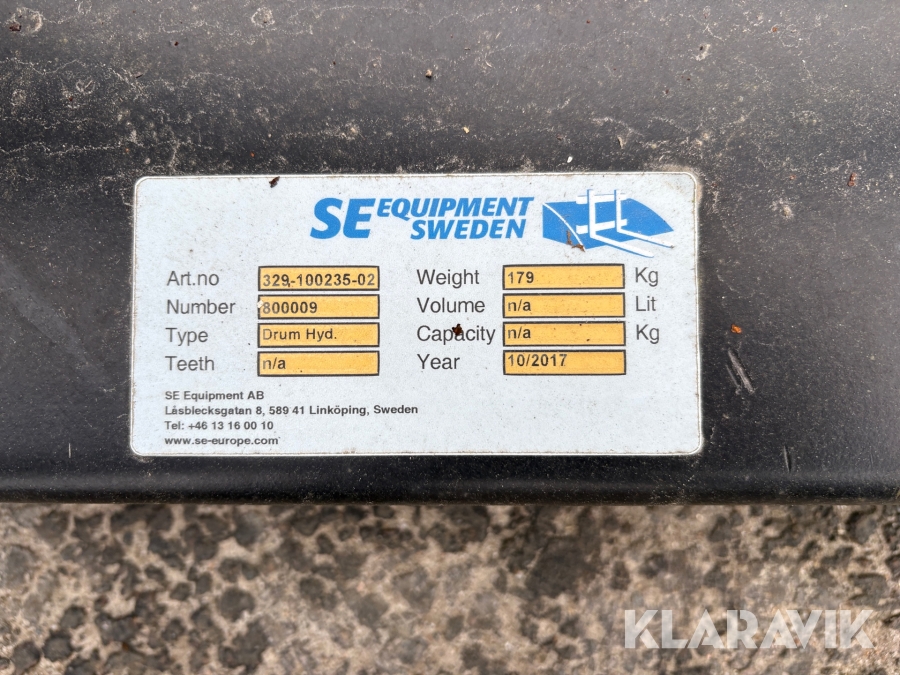 SE EQUIPMENT
SWEDEN
Art.no 329-100235-02 Weight 179 Kg
Number 800009 Volume n/a Lit
Type Drum Hyd. Capacity n/a Kg
Teeth n/a Year 10/2017
SE Equipment AB
Låsblecksgatan 8, 589 41 Linköping, Sweden
Tel: +46 13 16 00 10
www.se-europe.com
KLARAVIK